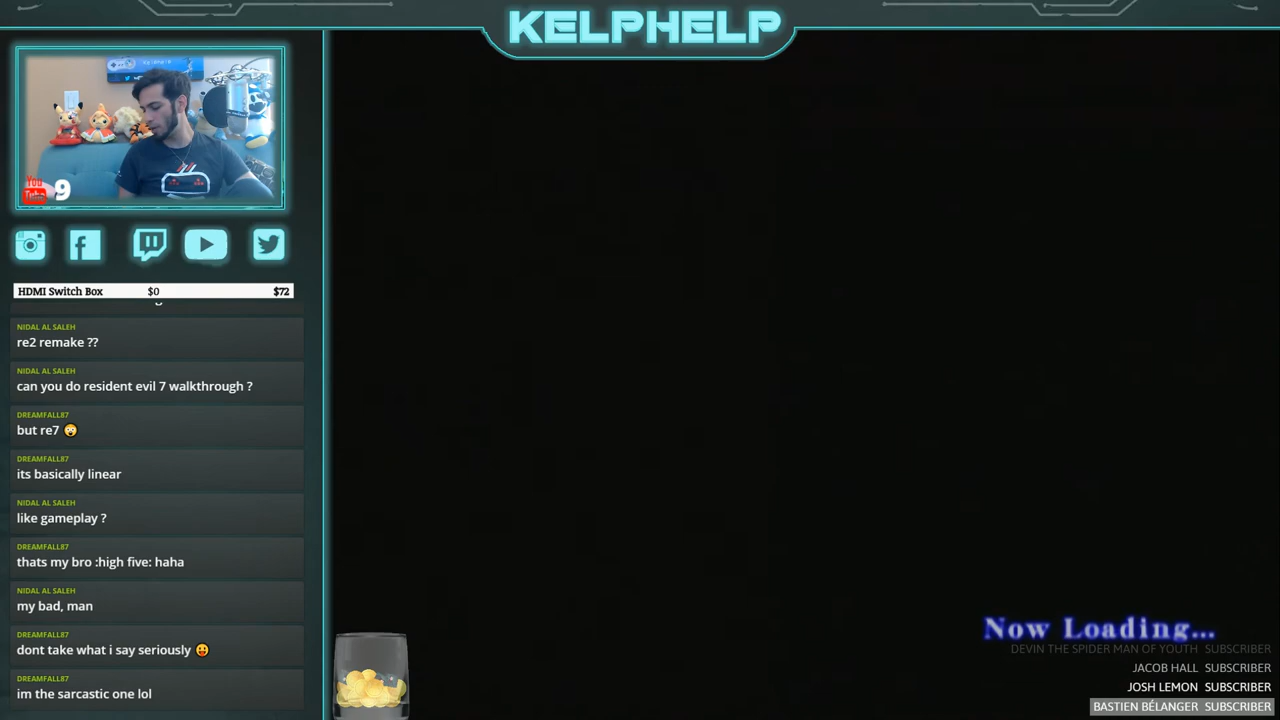 KELPHELP
You
Tube
9
HDMI Switch Box $0 $72
NIDAL AL SALEH
re2 remake ??
NIDAL AL SALEH
can you do resident evil 7 walkthrough ?
DREAMFALL87
but re7 😳
DREAMFALL87
its basically linear
NIDAL AL SALEH
like gameplay ?
DREAMFALL87
thats my bro :high five: haha
NIDAL AL SALEH
my bad, man
DREAMFALL87
dont take what i say seriously 😛
DREAMFALL87
im the sarcastic one lol
Now Loading...
DEVIN THE SPIDER MAN OF YOUTH SUBSCRIBER
JACOB HALL SUBSCRIBER
JOSH LEMON SUBSCRIBER
BASTIEN BÉLANGER SUBSCRIBER